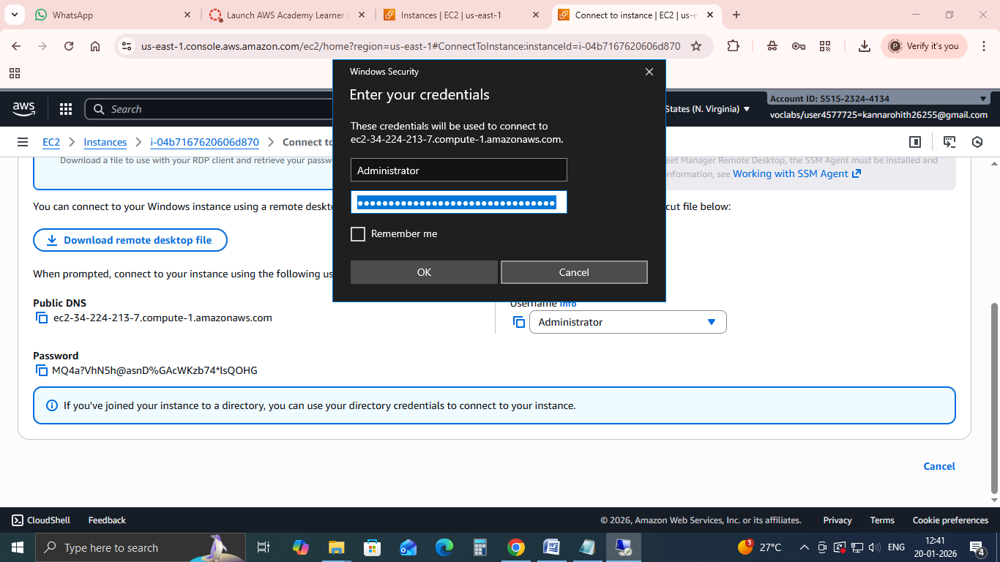 WhatsApp
Launch AWS Academy Learner L
Instances | EC2 | us-east-1
Connect to instance | EC2 | us-e
us-east-1.console.aws.amazon.com/ec2/home?region=us-east-1#ConnectToInstance:instanceId=i-04b7167620606d870
Verify it's you
Windows Security
Enter your credentials
These credentials will be used to connect to
ec2-34-224-213-7.compute-1.amazonaws.com.
Administrator
Remember me
OK
Cancel
aws
Search
States (N. Virginia)
Account ID: 5515-2324-4134
voclabs/user4577725=kannarohith26255@gmail.com
EC2
Instances
i-04b7167620606d870
Connect to
Download a file to use with your RDP client and retrieve your passw
eet Manager Remote Desktop, the SSM Agent must be installed and
nformation, see Working with SSM Agent
You can connect to your Windows instance using a remote deskt
cut file below:
Download remote desktop file
When prompted, connect to your instance using the following us
Public DNS
ec2-34-224-213-7.compute-1.amazonaws.com
Username Info
Administrator
Password
MQ4a?VhN5h@asnD%GAcWKzb74*lsQOHG
If you've joined your instance to a directory, you can use your directory credentials to connect to your instance.
Cancel
CloudShell
Feedback
© 2026, Amazon Web Services, Inc. or its affiliates.
Privacy
Terms
Cookie preferences
Type here to search
5
27°C
ENG
12:41
20-01-2026
4